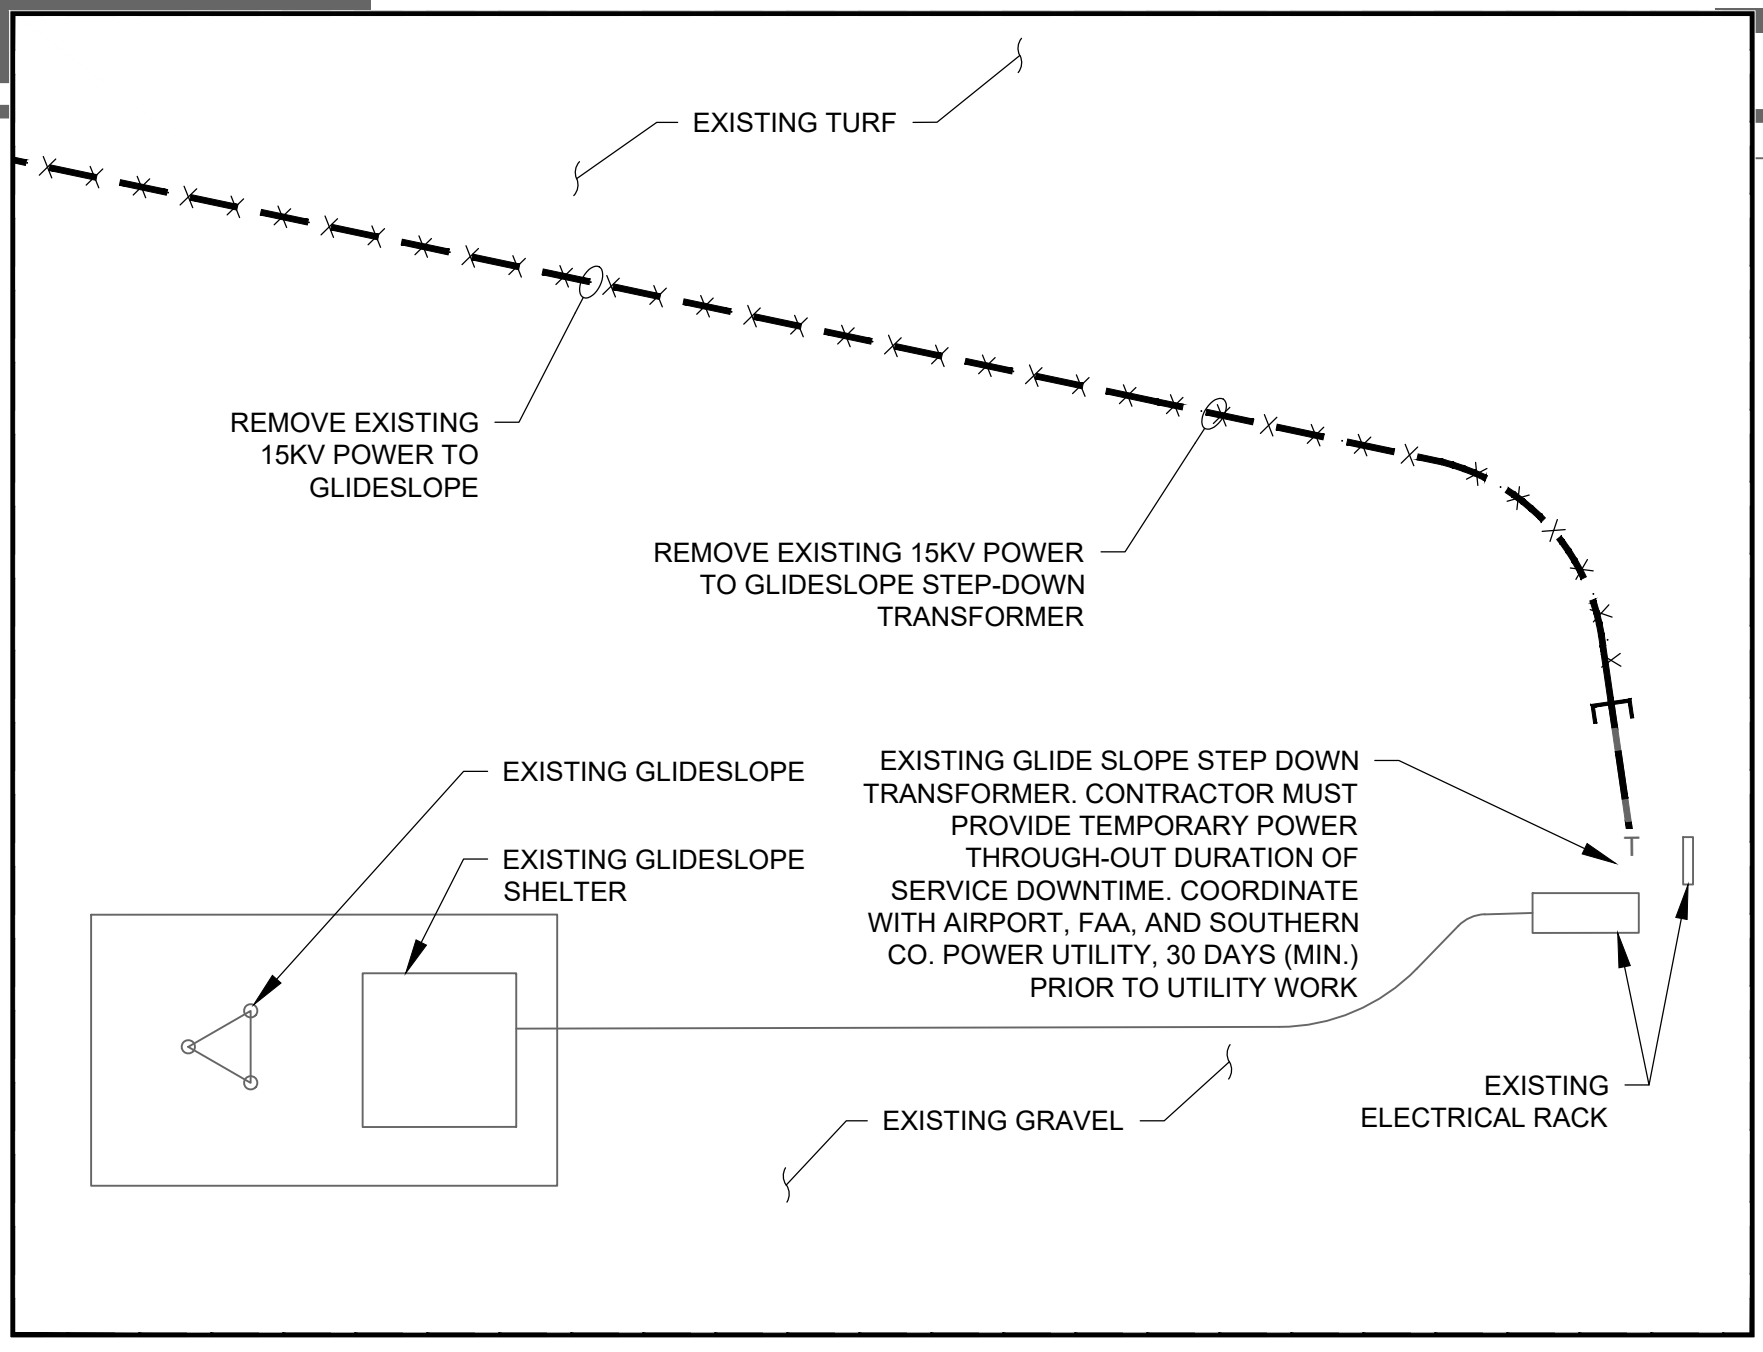 EXISTING TURF
REMOVE EXISTING
15KV POWER TO
GLIDESLOPE
REMOVE EXISTING 15KV POWER
TO GLIDESLOPE STEP-DOWN
TRANSFORMER
EXISTING GLIDESLOPE
EXISTING GLIDESLOPE
SHELTER
EXISTING GLIDE SLOPE STEP DOWN
TRANSFORMER. CONTRACTOR MUST
PROVIDE TEMPORARY POWER
THROUGH-OUT DURATION OF
SERVICE DOWNTIME. COORDINATE
WITH AIRPORT, FAA, AND SOUTHERN
CO. POWER UTILITY, 30 DAYS (MIN.)
PRIOR TO UTILITY WORK
T
EXISTING
ELECTRICAL RACK
EXISTING GRAVEL